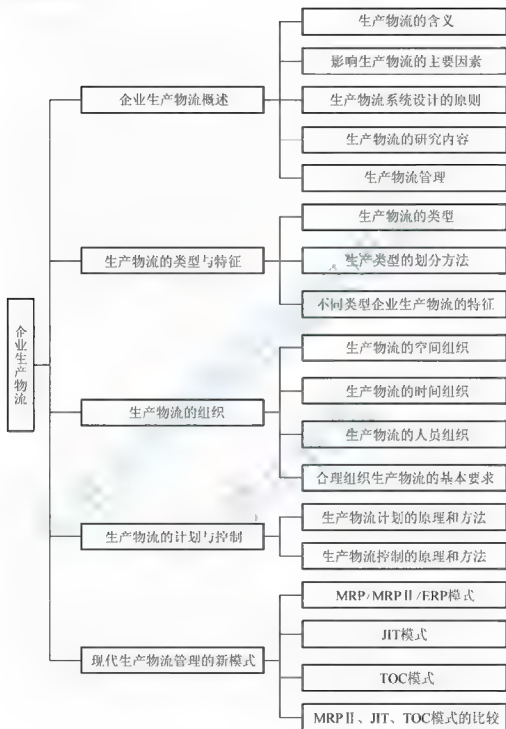 企业生产物流
企业生产物流概述
生产物流的含义
影响生产物流的主要因素
生产物流系统设计的原则
生产物流的研究内容
生产物流管理
生产物流的类型与特征
生产物流的类型
生产类型的划分方法
不同类型企业生产物流的特征
生产物流的组织
生产物流的空间组织
生产物流的时间组织
生产物流的人员组织
合理组织生产物流的基本要求
生产物流的计划与控制
生产物流计划的原理和方法
生产物流控制的原理和方法
现代生产物流管理的新模式
MRP/MRPⅡ/ERP模式
JIT模式
TOC模式
MRPⅡ、JIT、TOC模式的比较